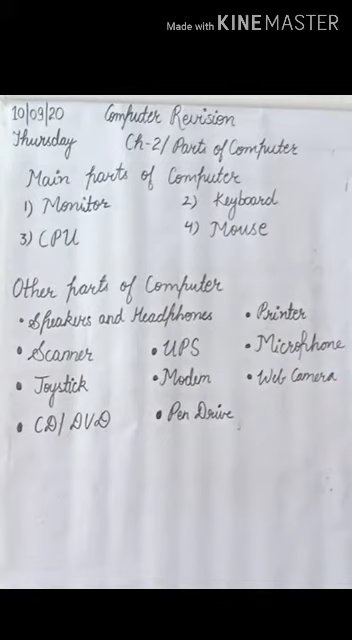 Made with KINEMASTER
10/09/20 Computer Revision
Thursday Ch-2/ Parts of Computer
Main parts of Computer
1) Monitor 2) Keyboard
3) CPU 4) Mouse
Other parts of Computer
• Speakers and Headphones • Printer
• Scanner • UPS • Microphone
• Joystick • Modem • Web Camera
• CD/ DVD • Pen Drive